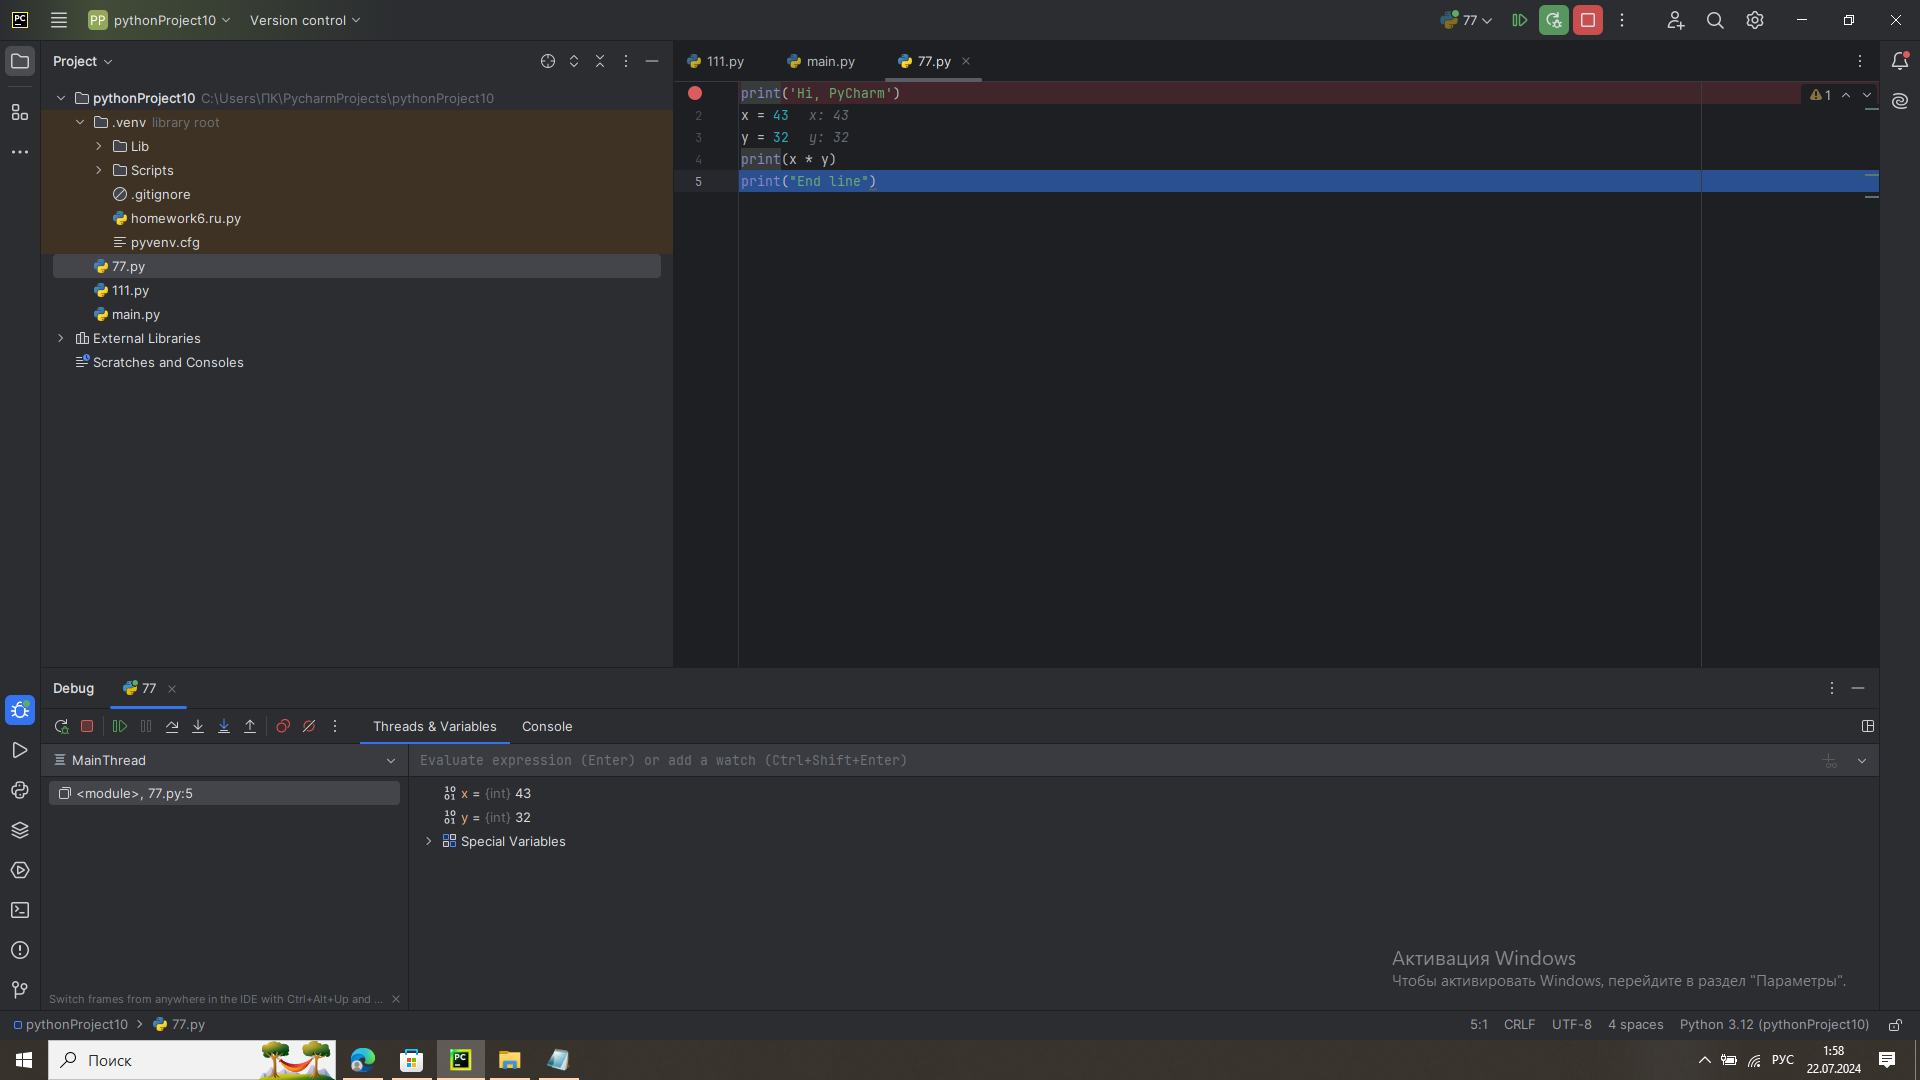 PC
PP pythonProject10
Version control
77
Project
111.py
main.py
77.py
pythonProject10 C:\Users\ПК\PycharmProjects\pythonProject10
.venv library root
Lib
Scripts
.gitignore
homework6.ru.py
pyvenv.cfg
77.py
111.py
main.py
External Libraries
Scratches and Consoles
print('Hi, PyCharm')
1
2 x = 43 x: 43
3 y = 32 y: 32
4 print(x * y)
5 print("End line")
Debug
77
Threads & Variables
Console
MainThread
Evaluate expression (Enter) or add a watch (Ctrl+Shift+Enter)
<module>, 77.py:5
x = {int} 43
y = {int} 32
Special Variables
Активация Windows
Чтобы активировать Windows, перейдите в раздел "Параметры".
Switch frames from anywhere in the IDE with Ctrl+Alt+Up and ...
pythonProject10
77.py
5:1
CRLF
UTF-8
4 spaces
Python 3.12 (pythonProject10)
Поиск
PC
РУС
1:58
22.07.2024